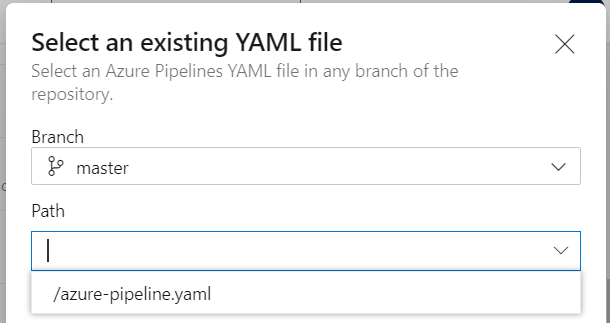 Select an existing YAML file
Select an Azure Pipelines YAML file in any branch of the
repository.
Branch
master
Path
/azure-pipeline.yaml